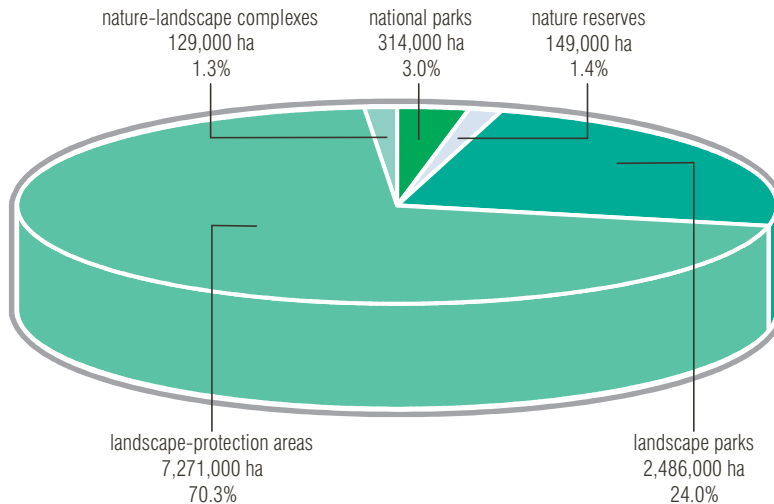 nature-landscape complexes
129,000 ha
1.3%
national parks
314,000 ha
3.0%
nature reserves
149,000 ha
1.4%
landscape-protection areas
7,271,000 ha
70.3%
landscape parks
2,486,000 ha
24.0%